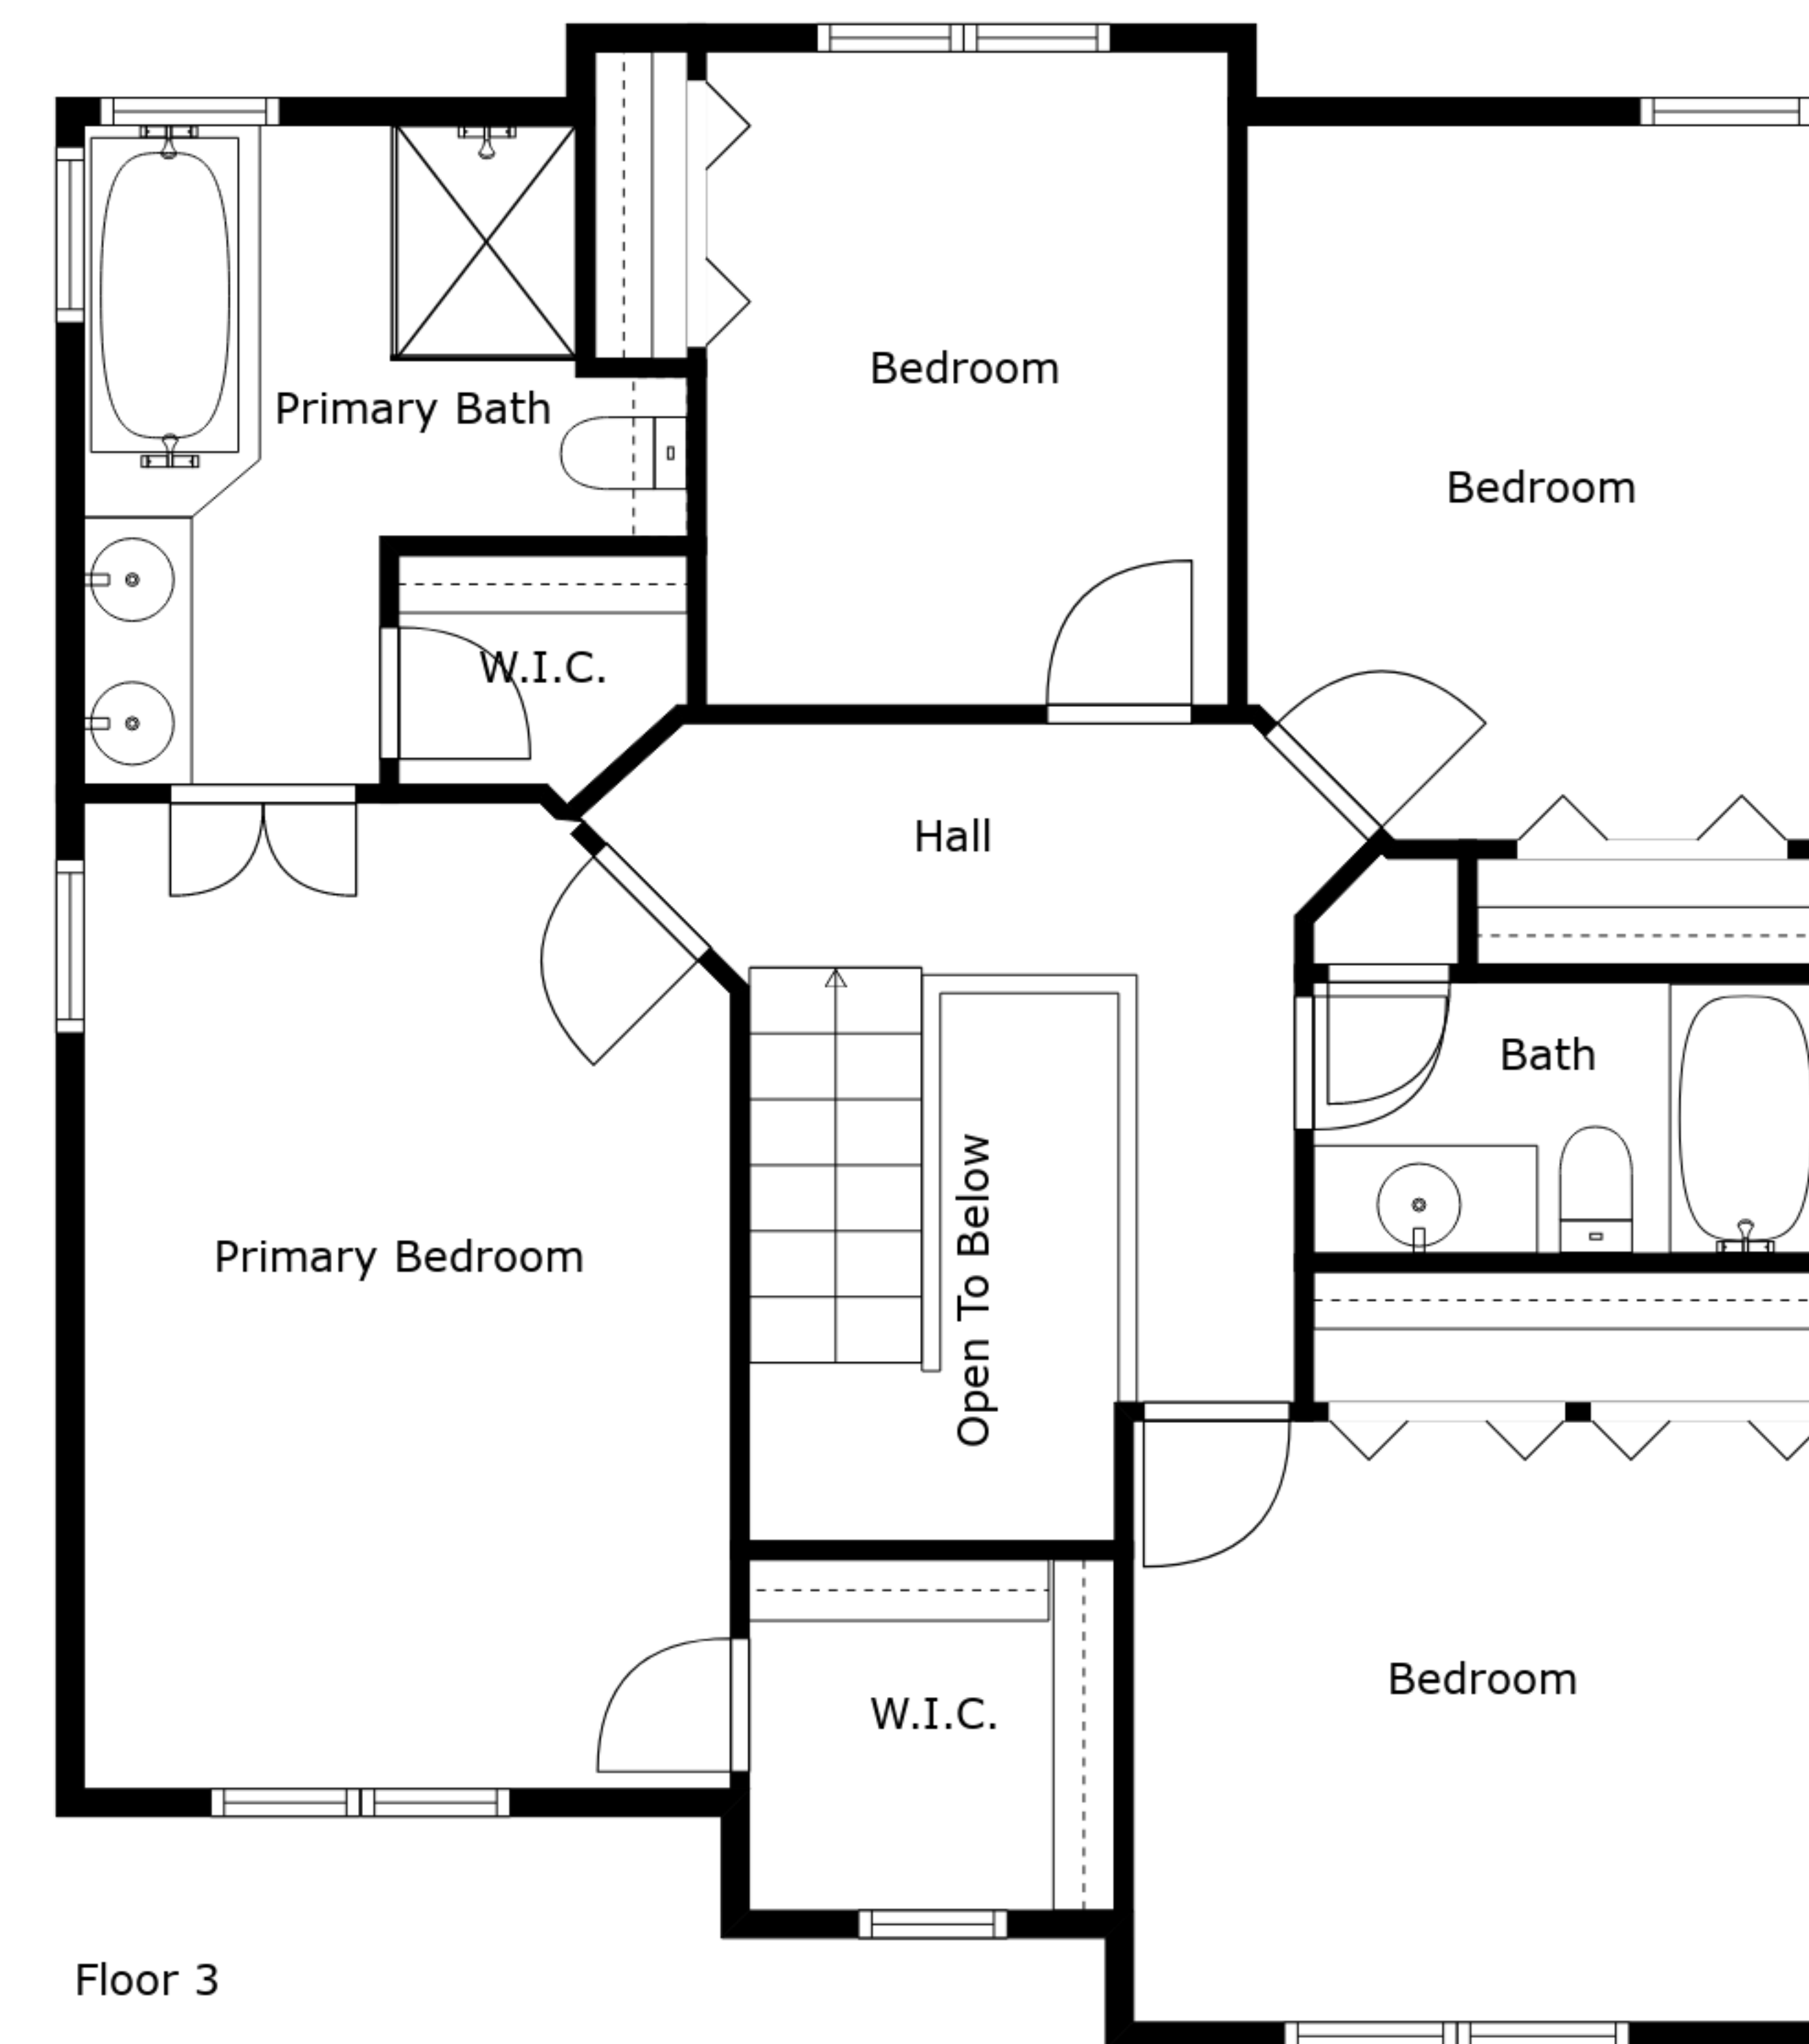 Bedroom
Primary Bath
Bedroom
W.I.C.
Hall
Bath
Open To Below
Primary Bedroom
Bedroom
W.I.C.
Floor 3